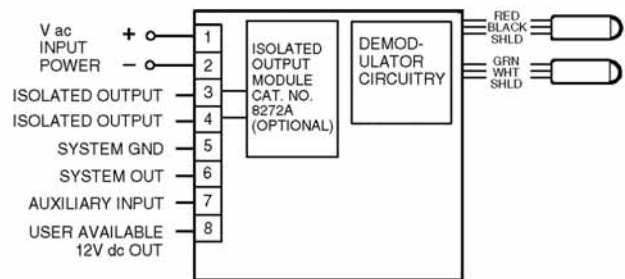 V ac
INPUT
POWER
+
–
ISOLATED OUTPUT
ISOLATED OUTPUT
SYSTEM GND
SYSTEM OUT
AUXILIARY INPUT
USER AVAILABLE
12V dc OUT
1
2
3
4
5
6
7
8
ISOLATED
OUTPUT
MODULE
CAT. NO.
8272A
(OPTIONAL)
DEMOD-
ULATOR
CIRCUITRY
RED
BLACK
SHLD
GRN
WHT
SHLD